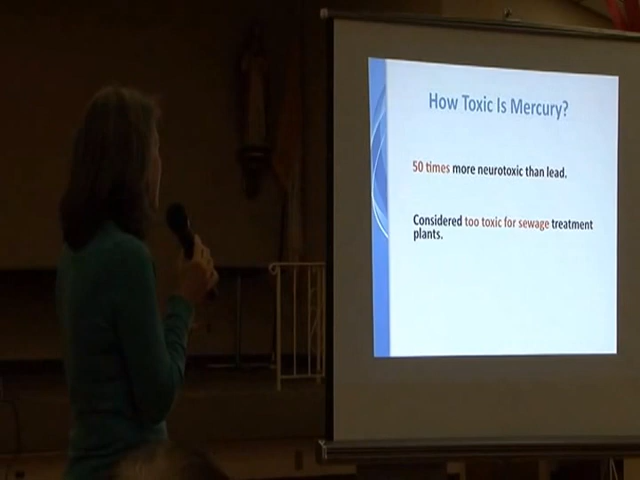 How Toxic Is Mercury?
50 times more neurotoxic than lead.
Considered too toxic for sewage treatment
plants.